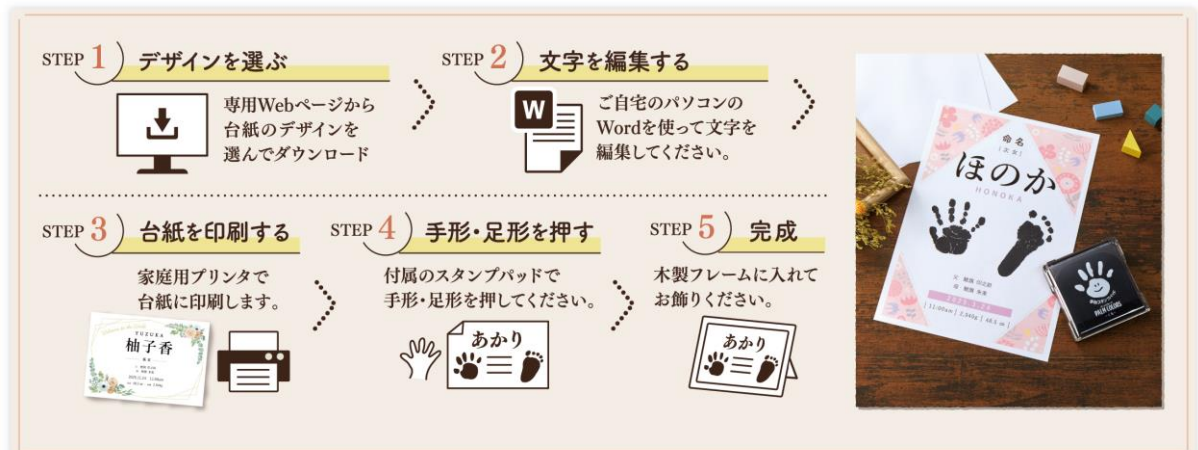 STEP 1 デザインを選ぶ
専用Webページから
台紙のデザインを
選んでダウンロード
STEP 2 文字を編集する
W
ご自宅のパソコンの
Wordを使って文字を
編集してください。
STEP 3 台紙を印刷する
家庭用プリンタで
台紙に印刷します。
YUZUKA
柚子香
STEP 4 手形・足形を押す
付属のスタンプパッドで
手形・足形を押してください。
あかり
STEP 5 完成
木製フレームに入れて
お飾りください。
あかり
命名
ほのか
HONOKA
PALM COLORS